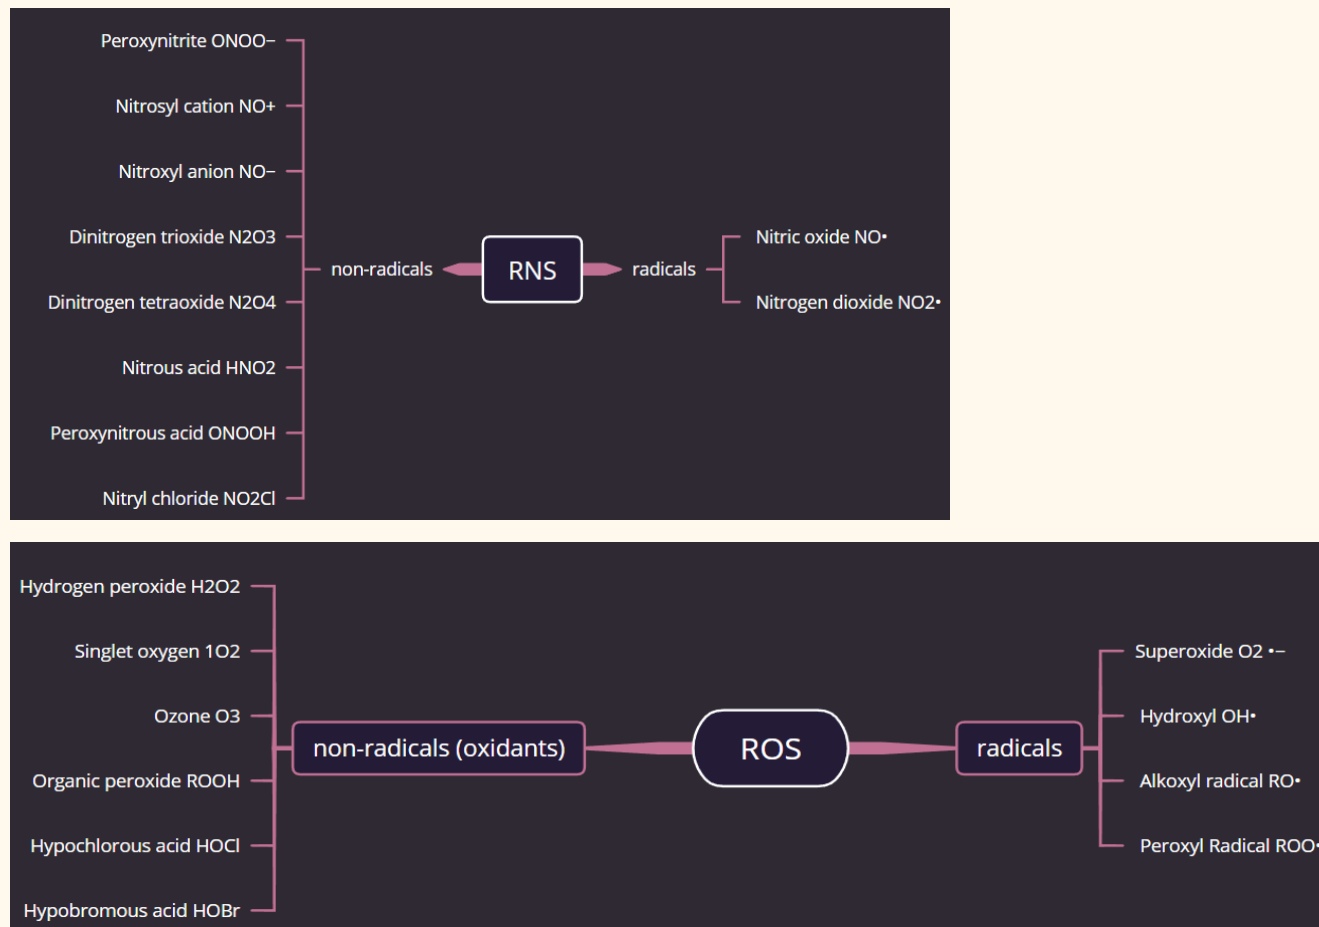 Peroxynitrite ONOO−
Nitrosyl cation NO+
Nitroxyl anion NO−
Dinitrogen trioxide N2O3
Dinitrogen tetraoxide N2O4
Nitrous acid HNO2
Peroxynitrous acid ONOOH
Nitryl chloride NO2Cl
non-radicals
RNS
radicals
Nitric oxide NO•
Nitrogen dioxide NO2•
Hydrogen peroxide H2O2
Singlet oxygen 1O2
Ozone O3
Organic peroxide ROOH
Hypochlorous acid HOCl
Hypobromous acid HOBr
non-radicals (oxidants)
ROS
radicals
Superoxide O2 •−
Hydroxyl OH•
Alkoxyl radical RO•
Peroxyl Radical ROO•